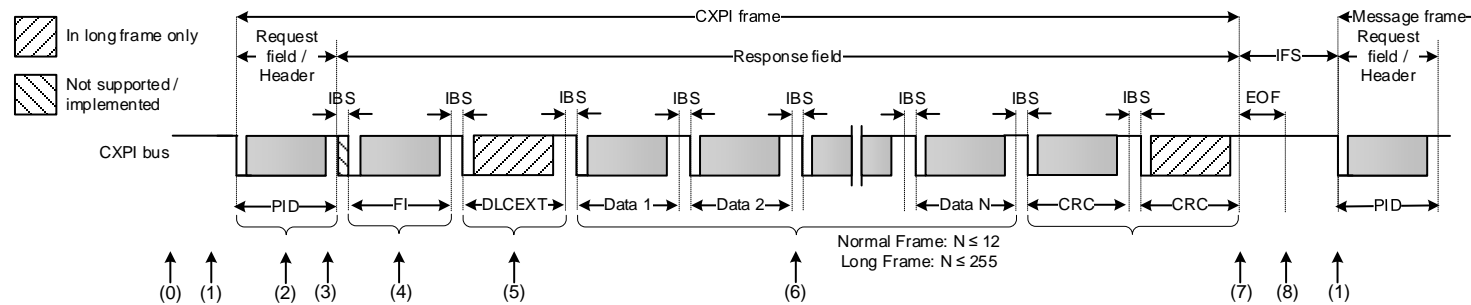 CXPI frame
Message frame
In long frame only
Request
field /
Header
Response field
IFS
Request
field /
Header
Not supported /
implemented
IBS
IBS
IBS
IBS
IBS
IBS
IBS
IBS
EOF
CXPI bus
PID
FI
DLCEXT
Data 1
Data 2
Data N
CRC
CRC
PID
Normal Frame: N ≤ 12
Long Frame: N ≤ 255
(0)
(1)
(2)
(3)
(4)
(5)
(6)
(7)
(8)
(1)